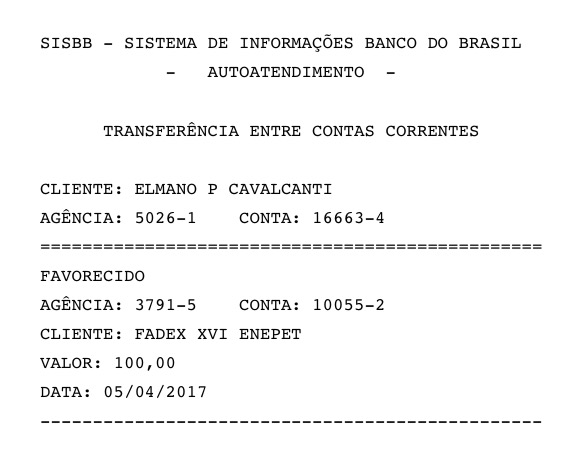 SISBB - SISTEMA DE INFORMAÇÕES BANCO DO BRASIL
- AUTOATENDIMENTO -
TRANSFERÊNCIA ENTRE CONTAS CORRENTES
CLIENTE: ELMANO P CAVALCANTI
AGÊNCIA: 5026-1 CONTA: 16663-4
================================================
FAVORECIDO
AGÊNCIA: 3791-5 CONTA: 10055-2
CLIENTE: FADEX XVI ENEPET
VALOR: 100,00
DATA: 05/04/2017
------------------------------------------------